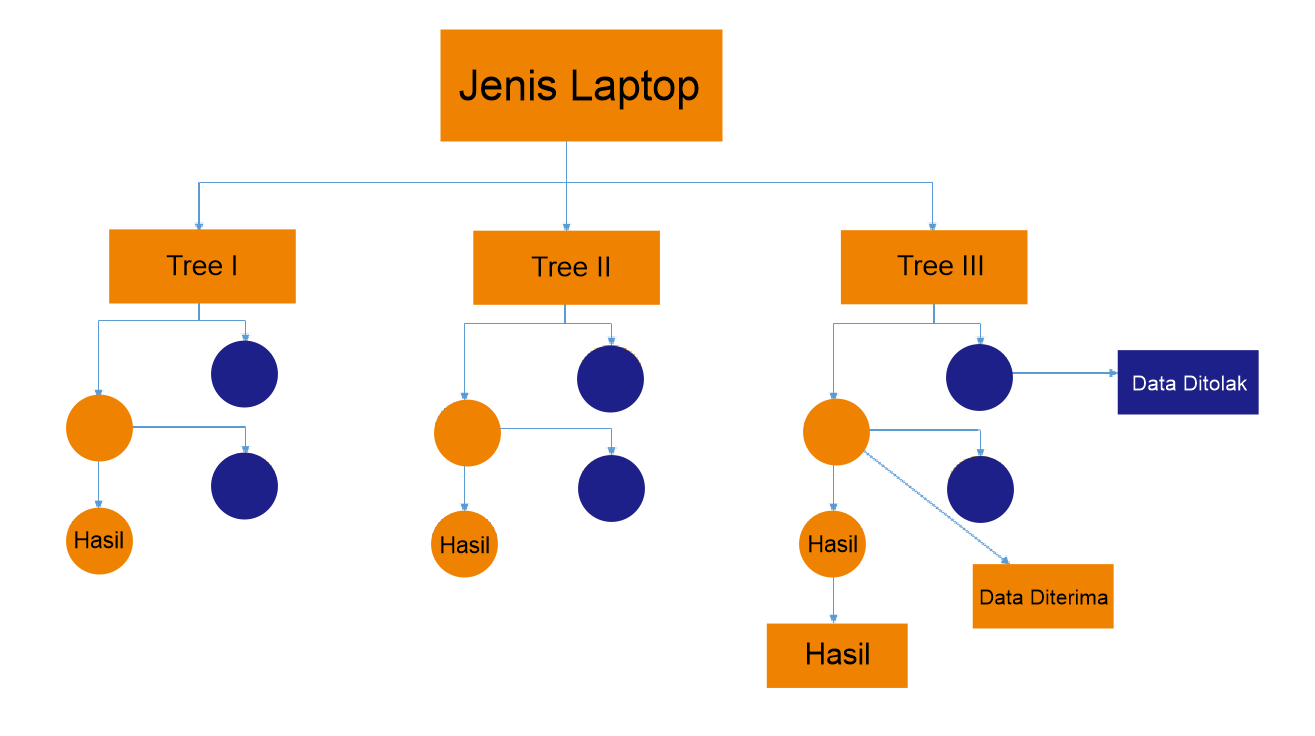 Jenis Laptop
Tree I
Tree II
Tree III
Data Ditolak
Hasil
Hasil
Hasil
Data Diterima
Hasil